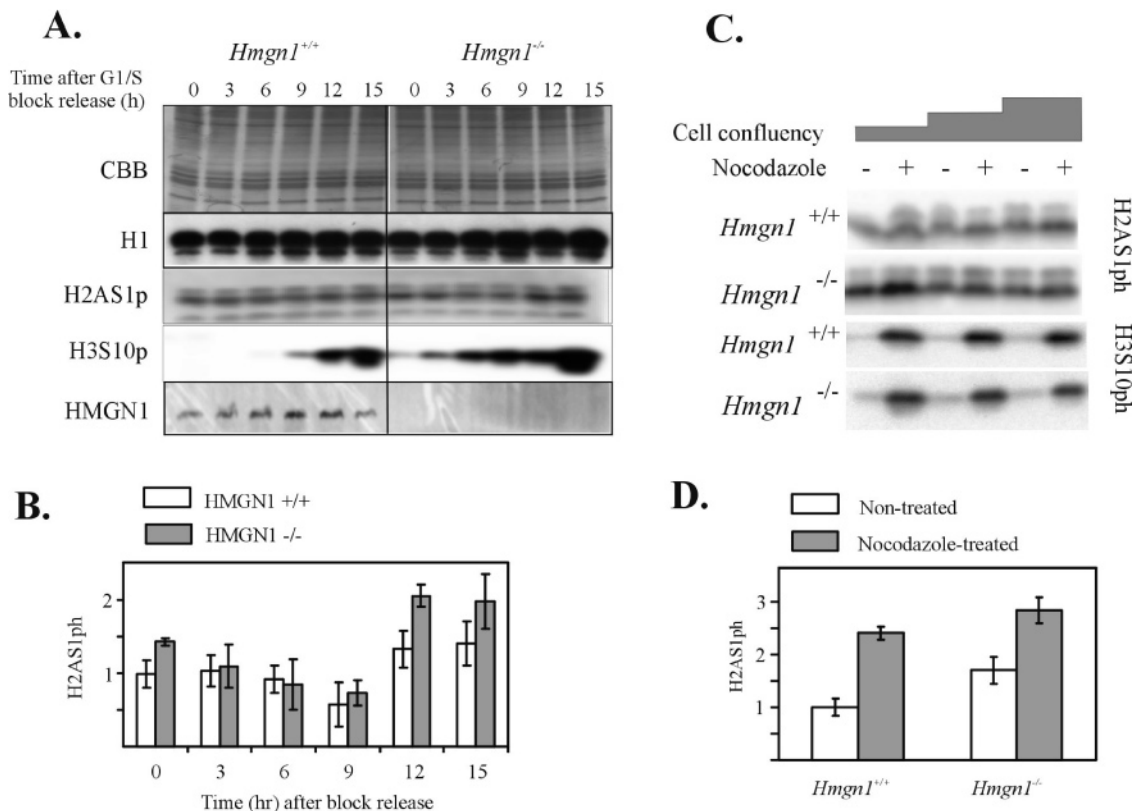 A.
Hmgn1+/+ Hmgn1-/-
Time after G1/S block release (h)
0 3 6 9 12 15 0 3 6 9 12 15
CBB
H1
H2AS1p
H3S10p
HMGN1
B.
HMGN1 +/+
HMGN1 -/-
H2AS1ph
2
1
0 3 6 9 12 15
Time (hr) after block release
C.
Cell confluency
Nocodazole - + - + - +
Hmgn1 +/+
Hmgn1 -/-
H2AS1ph
Hmgn1 +/+
Hmgn1 -/-
H3S10ph
D.
Non-treated
Nocodazole-treated
H2AS1ph
3
2
1
Hmgn1+/+ Hmgn1-/-